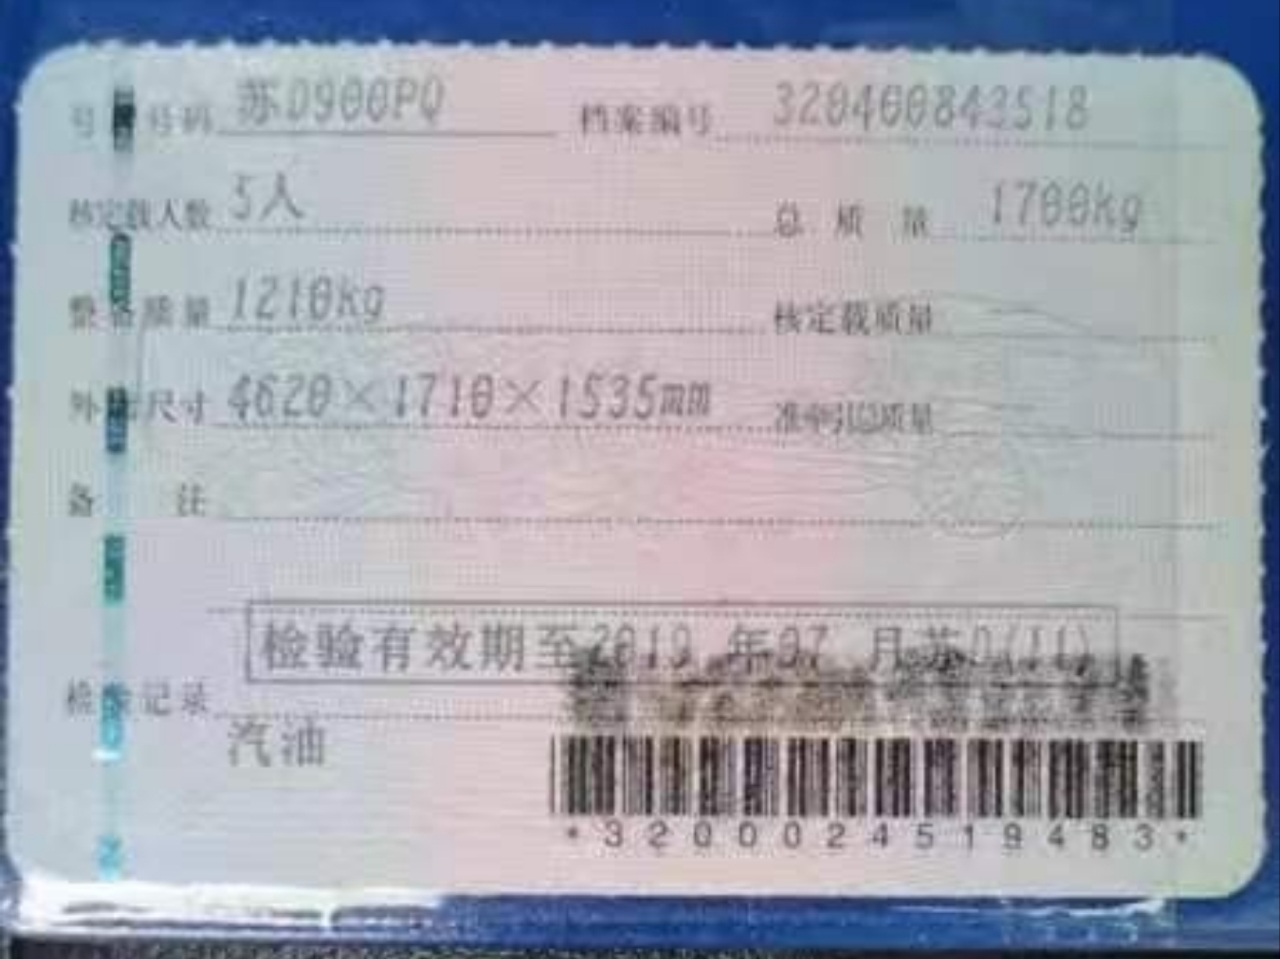 号牌号码 苏D900PQ 档案编号 320400843518
核定载人数 5人 总质量 1700kg
整备质量 1210kg 核定载质量
外廓尺寸 4620×1710×1535mm 准牵引总质量
备注
检验有效期至2019年07月苏D(11)
检验记录
汽油
*3200024519483*